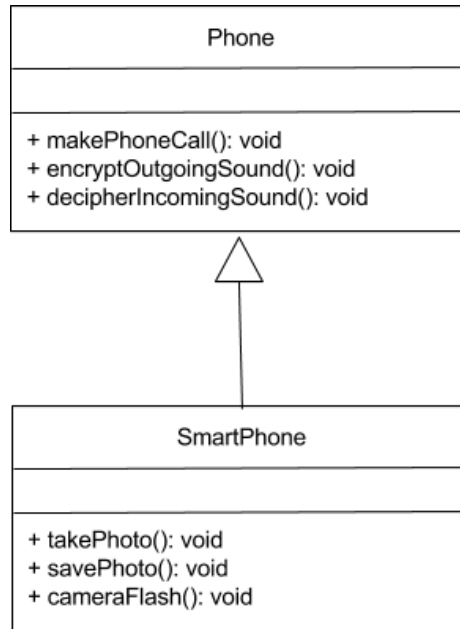 Phone
+ makePhoneCall(): void
+ encryptOutgoingSound(): void
+ decipherIncomingSound(): void
SmartPhone
+ takePhoto(): void
+ savePhoto(): void
+ cameraFlash(): void